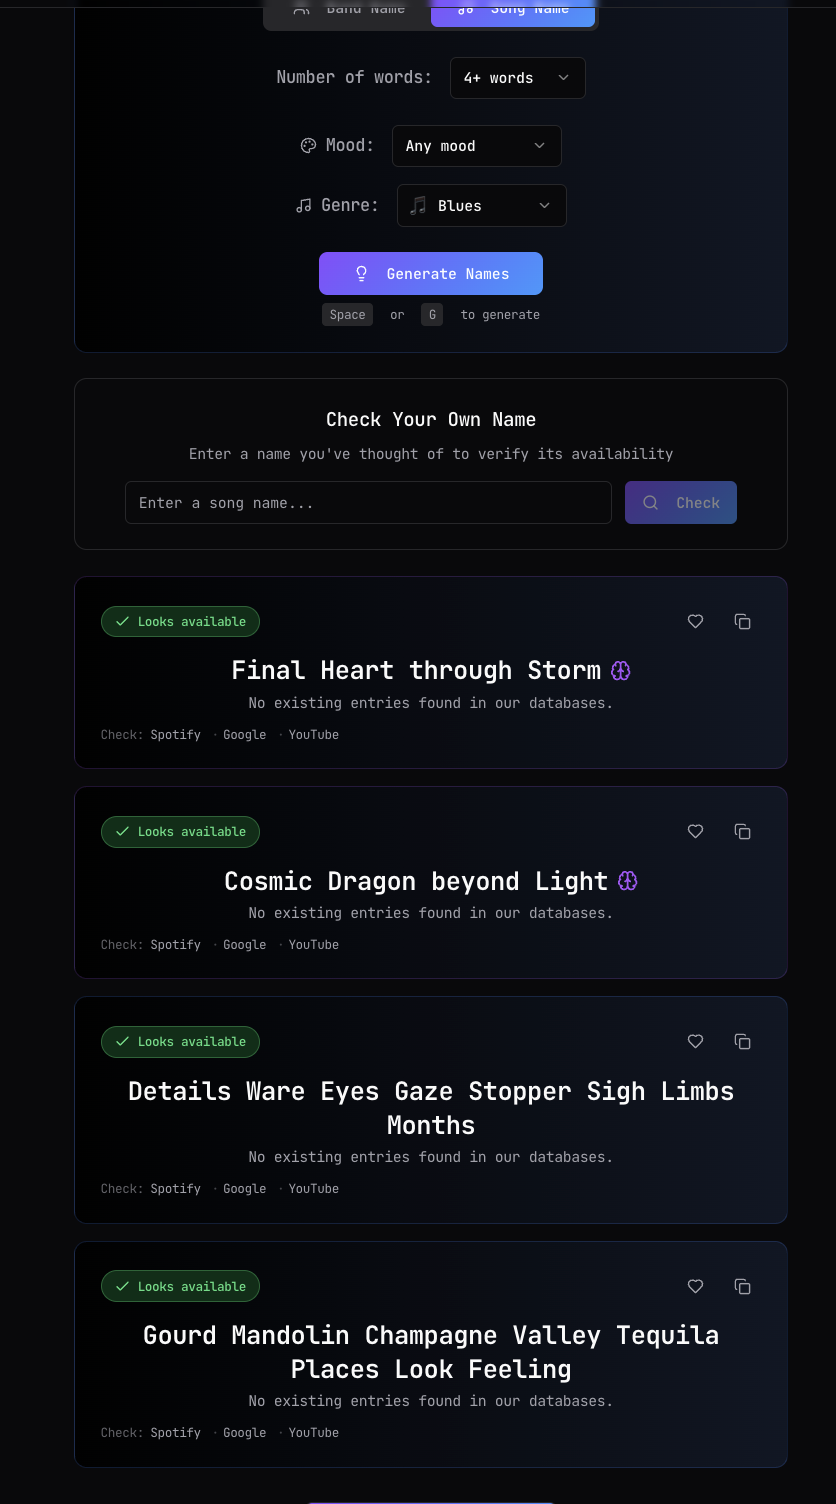 Band Name Song Name
Number of words: 4+ words
Mood: Any mood
Genre: Blues
Generate Names
Space or G to generate
Check Your Own Name
Enter a name you've thought of to verify its availability
Enter a song name... Check
Looks available
Final Heart through Storm
No existing entries found in our databases.
Check: Spotify · Google · YouTube
Looks available
Cosmic Dragon beyond Light
No existing entries found in our databases.
Check: Spotify · Google · YouTube
Looks available
Details Ware Eyes Gaze Stopper Sigh Limbs
Months
No existing entries found in our databases.
Check: Spotify · Google · YouTube
Looks available
Gourd Mandolin Champagne Valley Tequila
Places Look Feeling
No existing entries found in our databases.
Check: Spotify · Google · YouTube